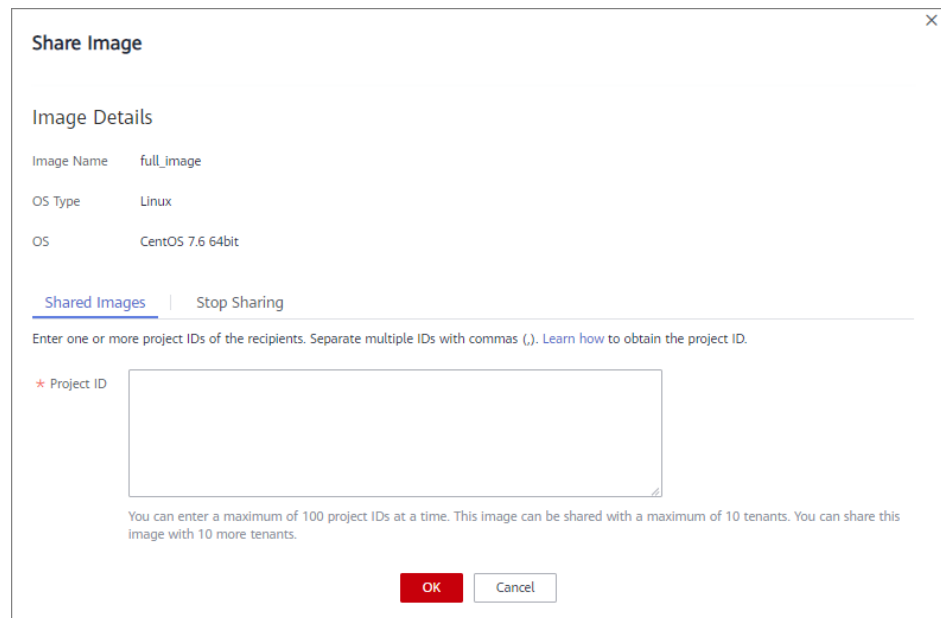 Share Image
Image Details
Image Name full_image
OS Type Linux
OS CentOS 7.6 64bit
Shared Images Stop Sharing
Enter one or more project IDs of the recipients. Separate multiple IDs with commas (,). Learn how to obtain the project ID.
* Project ID
You can enter a maximum of 100 project IDs at a time. This image can be shared with a maximum of 10 tenants. You can share this
image with 10 more tenants.
OK Cancel